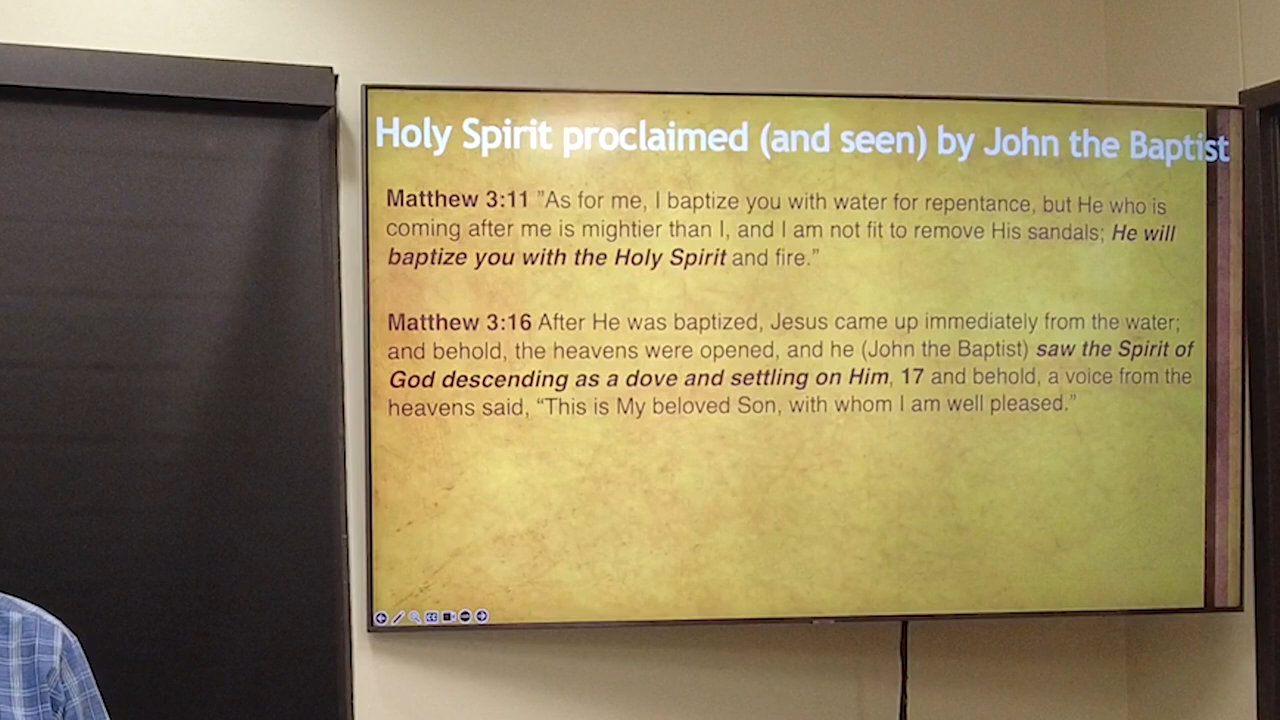 Holy Spirit proclaimed (and seen) by John the Baptist
Matthew 3:11 "As for me, I baptize you with water for repentance, but He who is
coming after me is mightier than I, and I am not fit to remove His sandals; He will
baptize you with the Holy Spirit and fire.”
Matthew 3:16 After He was baptized, Jesus came up immediately from the water;
and behold, the heavens were opened, and he (John the Baptist) saw the Spirit of
God descending as a dove and settling on Him, 17 and behold, a voice from the
heavens said, “This is My beloved Son, with whom I am well pleased.”